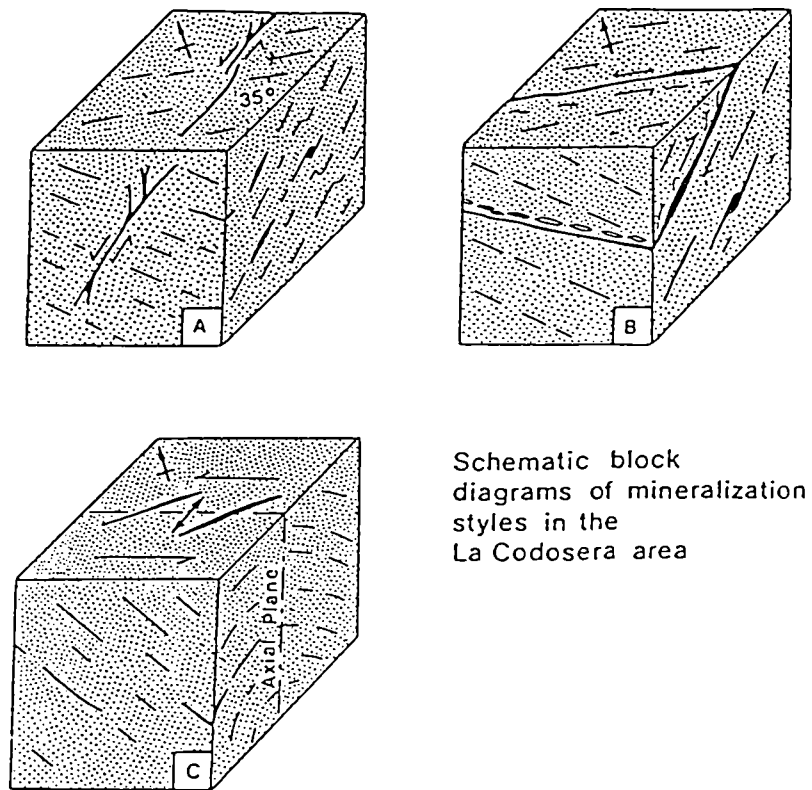 35°
A
B
Axial Plane
C
Schematic block
diagrams of mineralization
styles in the
La Codosera area